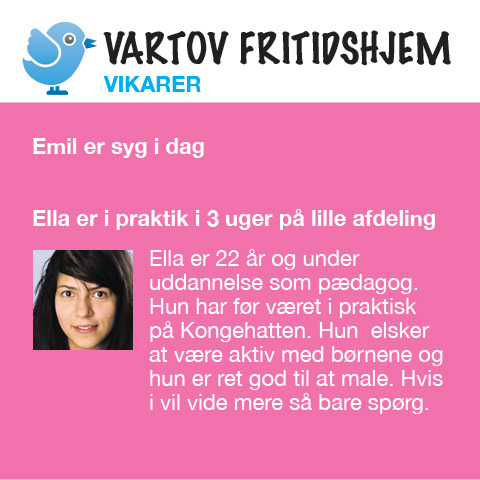 VARTOV FRITIDSHJEM
VIKARER
Emil er syg i dag
Ella er i praktik i 3 uger på lille afdeling
Ella er 22 år og under
uddannelse som pædagog.
Hun har før været i praktisk
på Kongehatten. Hun  elsker
at være aktiv med børnene og
hun er ret god til at male. Hvis
i vil vide mere så bare spørg.